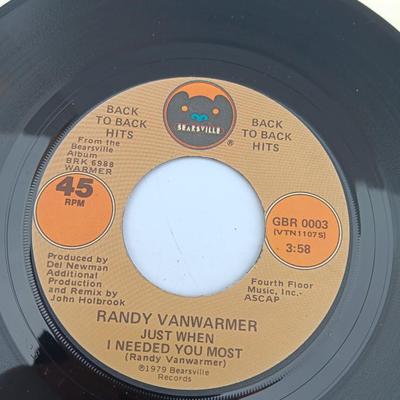 BEARSVILLE
®
BACK
TO BACK
HITS
BACK
TO BACK
HITS
From the
Bearsville
Album
BRK 6988
WARMER
45
RPM
GBR 0003
(VTN1107S)
3:58
Produced by
Del Newman
Additional
Production
and Remix by
John Holbrook
Fourth Floor
Music, Inc.-
ASCAP
RANDY VANWARMER
JUST WHEN
I NEEDED YOU MOST
(Randy Vanwarmer)
℗1979 Bearsville
Records